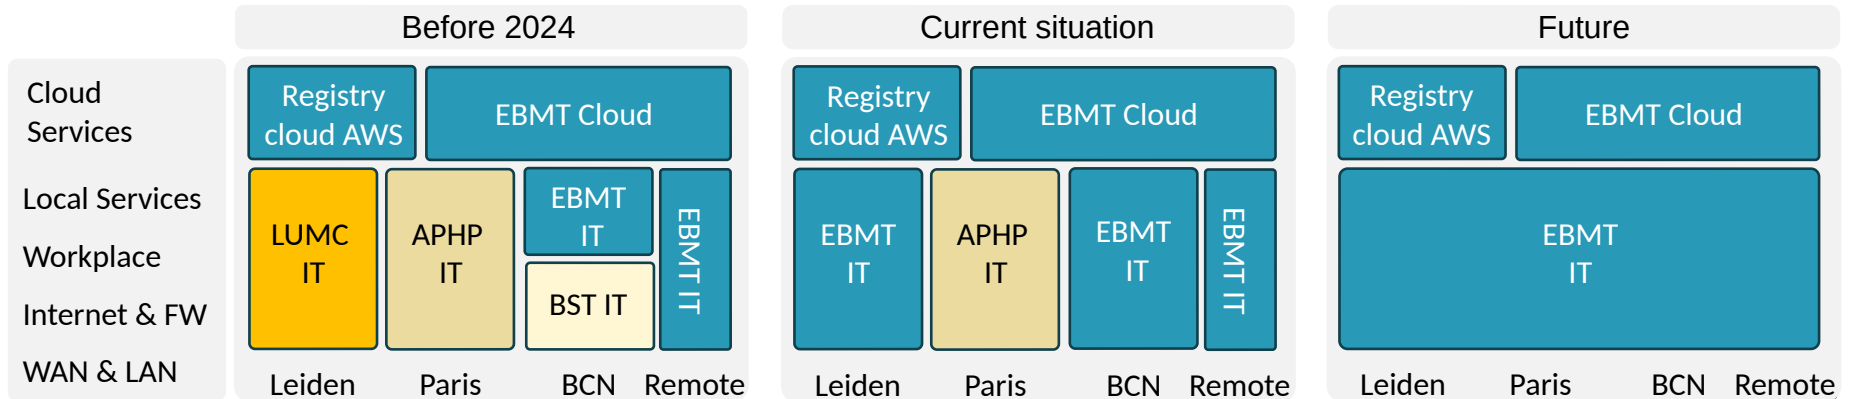 Before 2024
Current situation
Future
Cloud
Services
Local Services
Workplace
Internet & FW
WAN & LAN
Registry
cloud AWS
EBMT Cloud
LUMC
IT
APHP
IT
EBMT
IT
BST IT
EBMT IT
Leiden
Paris
BCN
Remote
Registry
cloud AWS
EBMT Cloud
EBMT
IT
APHP
IT
EBMT
IT
EBMT IT
Leiden
Paris
BCN
Remote
Registry
cloud AWS
EBMT Cloud
EBMT
IT
Leiden
Paris
BCN
Remote